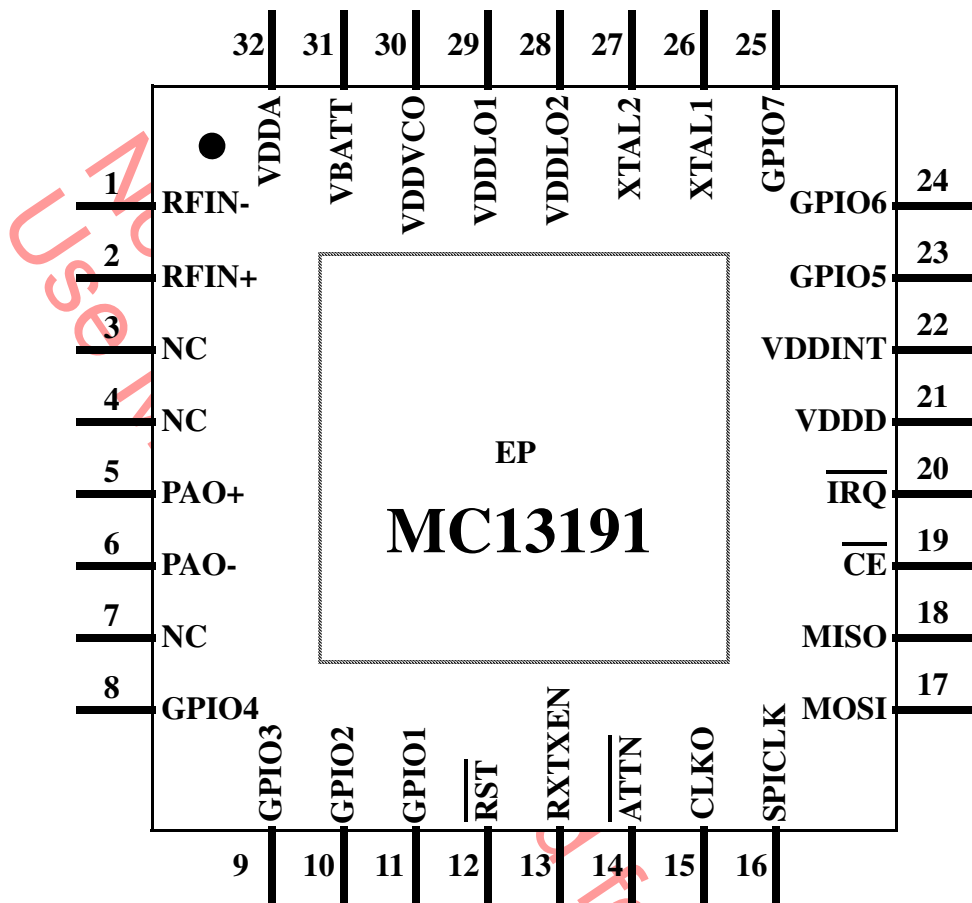 32 31 30 29 28 27 26 25
VDDA
VBATT
VDDVCO
VDDLO1
VDDLO2
XTAL2
XTAL1
GPIO7
1 RFIN-
2 RFIN+
3 NC
4 NC
5 PAO+
6 PAO-
7 NC
8 GPIO4
GPIO6 24
GPIO5 23
VDDINT 22
VDDD 21
IRQ 20
CE 19
MISO 18
MOSI 17
EP
MC13191
GPIO3
GPIO2
GPIO1
RST
RXTXEN
ATTN
CLKO
SPICLK
9 10 11 12 13 14 15 16
Use